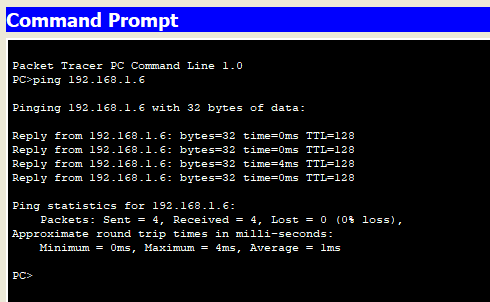 Command Prompt
Packet Tracer PC Command Line 1.0
PC>ping 192.168.1.6
Pinging 192.168.1.6 with 32 bytes of data:
Reply from 192.168.1.6: bytes=32 time=0ms TTL=128
Reply from 192.168.1.6: bytes=32 time=0ms TTL=128
Reply from 192.168.1.6: bytes=32 time=4ms TTL=128
Reply from 192.168.1.6: bytes=32 time=0ms TTL=128
Ping statistics for 192.168.1.6:
Packets: Sent = 4, Received = 4, Lost = 0 (0% loss),
Approximate round trip times in milli-seconds:
Minimum = 0ms, Maximum = 4ms, Average = 1ms
PC>